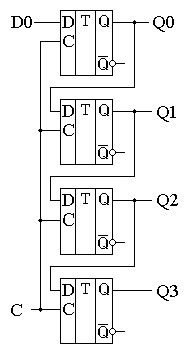 D0 D T Q Q0
C Q
D T Q Q1
C Q
D T Q Q2
C Q
D T Q Q3
C C Q